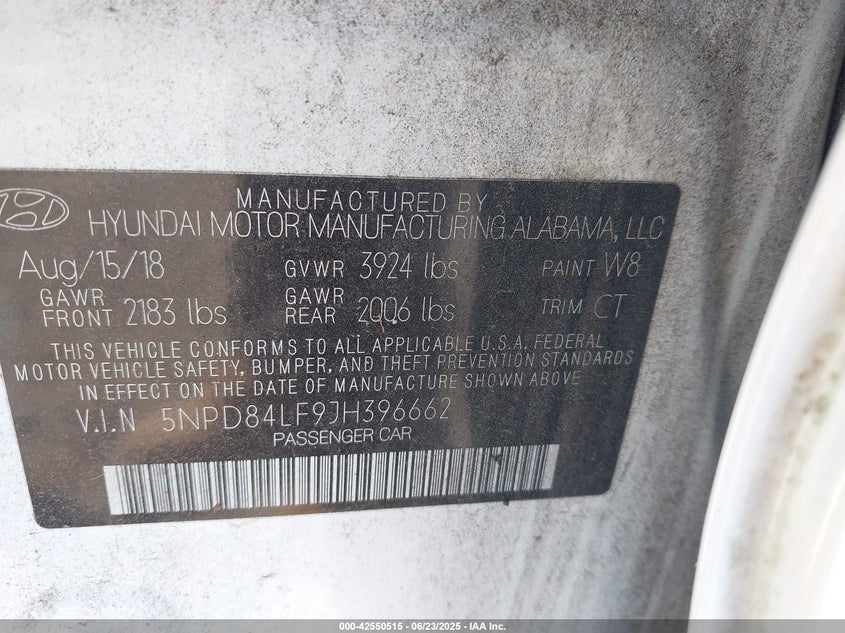 MANUFACTURED BY
HYUNDAI MOTOR MANUFACTURING ALABAMA, LLC
Aug/15/18 GVWR 3924 lbs PAINT W8
GAWR FRONT 2183 lbs GAWR REAR 2006 lbs TRIM CT
THIS VEHICLE CONFORMS TO ALL APPLICABLE U.S.A. FEDERAL
MOTOR VEHICLE SAFETY, BUMPER, AND THEFT PREVENTION STANDARDS
IN EFFECT ON THE DATE OF MANUFACTURE SHOWN ABOVE
V.I.N 5NPD84LF9JH396662
PASSENGER CAR
000-42550515 - 06/23/2025 - IAA Inc.